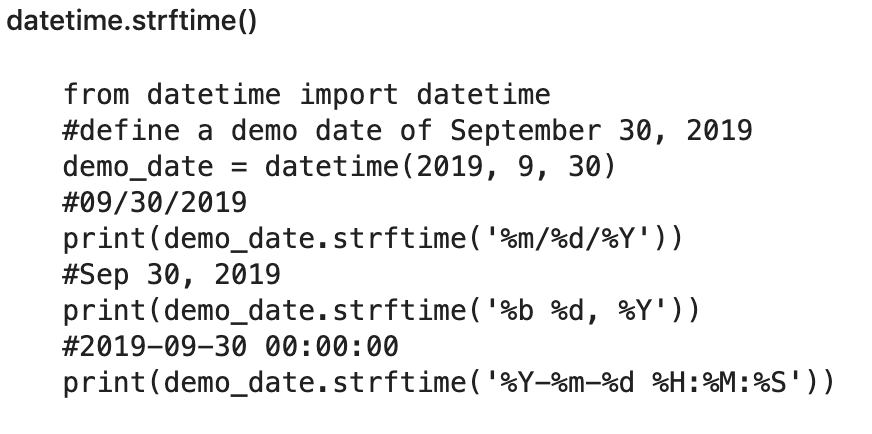 datetime.strftime()
from datetime import datetime
#define a demo date of September 30, 2019
demo_date = datetime(2019, 9, 30)
#09/30/2019
print(demo_date.strftime('%m/%d/%Y'))
#Sep 30, 2019
print(demo_date.strftime('%b %d, %Y'))
#2019-09-30 00:00:00
print(demo_date.strftime('%Y-%m-%d %H:%M:%S'))